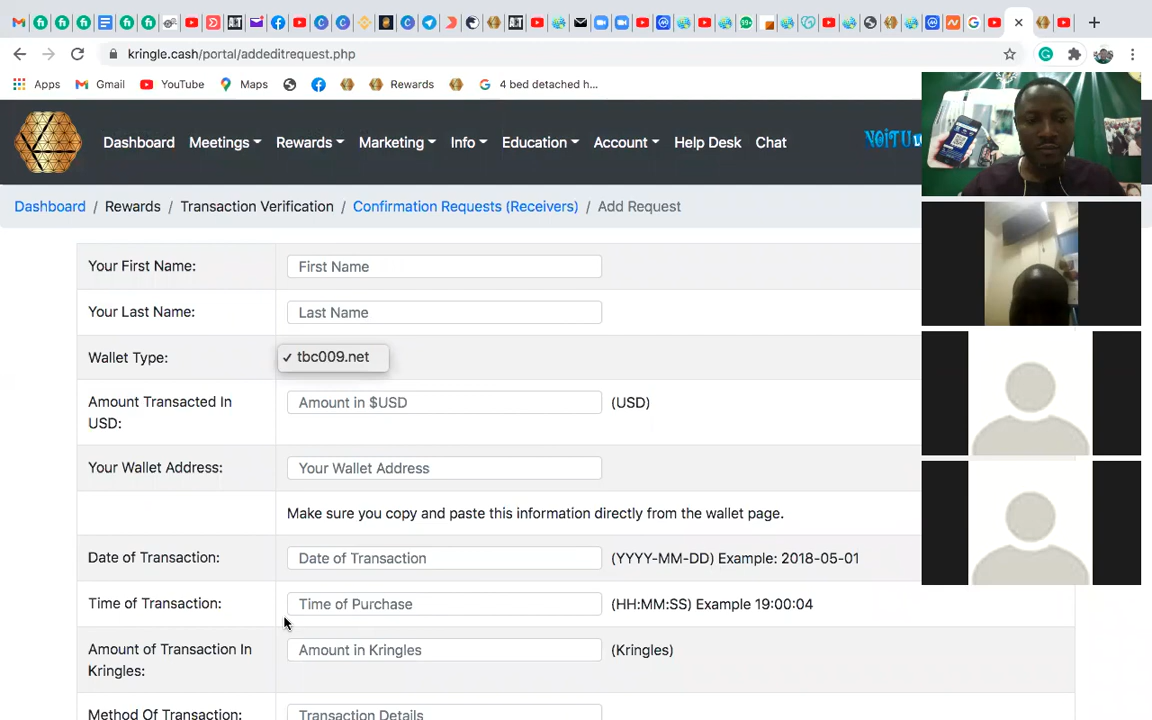 kringle.cash/portal/addeditrequest.php
Apps Gmail YouTube Maps Rewards 4 bed detached h...
Dashboard Meetings Rewards Marketing Info Education Account Help Desk Chat
Dashboard / Rewards / Transaction Verification / Confirmation Requests (Receivers) / Add Request
Your First Name: First Name
Your Last Name: Last Name
Wallet Type: ✓ tbc009.net
Amount Transacted In USD: Amount in $USD (USD)
Your Wallet Address: Your Wallet Address
Make sure you copy and paste this information directly from the wallet page.
Date of Transaction: Date of Transaction (YYYY-MM-DD) Example: 2018-05-01
Time of Transaction: Time of Purchase (HH:MM:SS) Example 19:00:04
Amount of Transaction In Kringles: Amount in Kringles (Kringles)
Method Of Transaction: Transaction Details